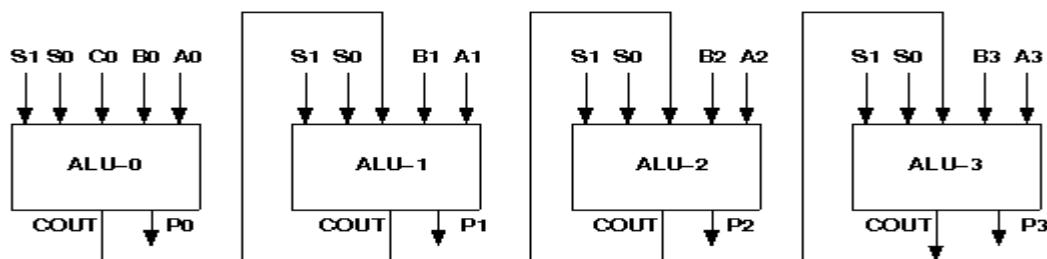 S1 S0 C0 B0 A0 S1 S0 B1 A1 S1 S0 B2 A2 S1 S0 B3 A3
ALU-0 ALU-1 ALU-2 ALU-3
COUT P0 COUT P1 COUT P2 COUT P3